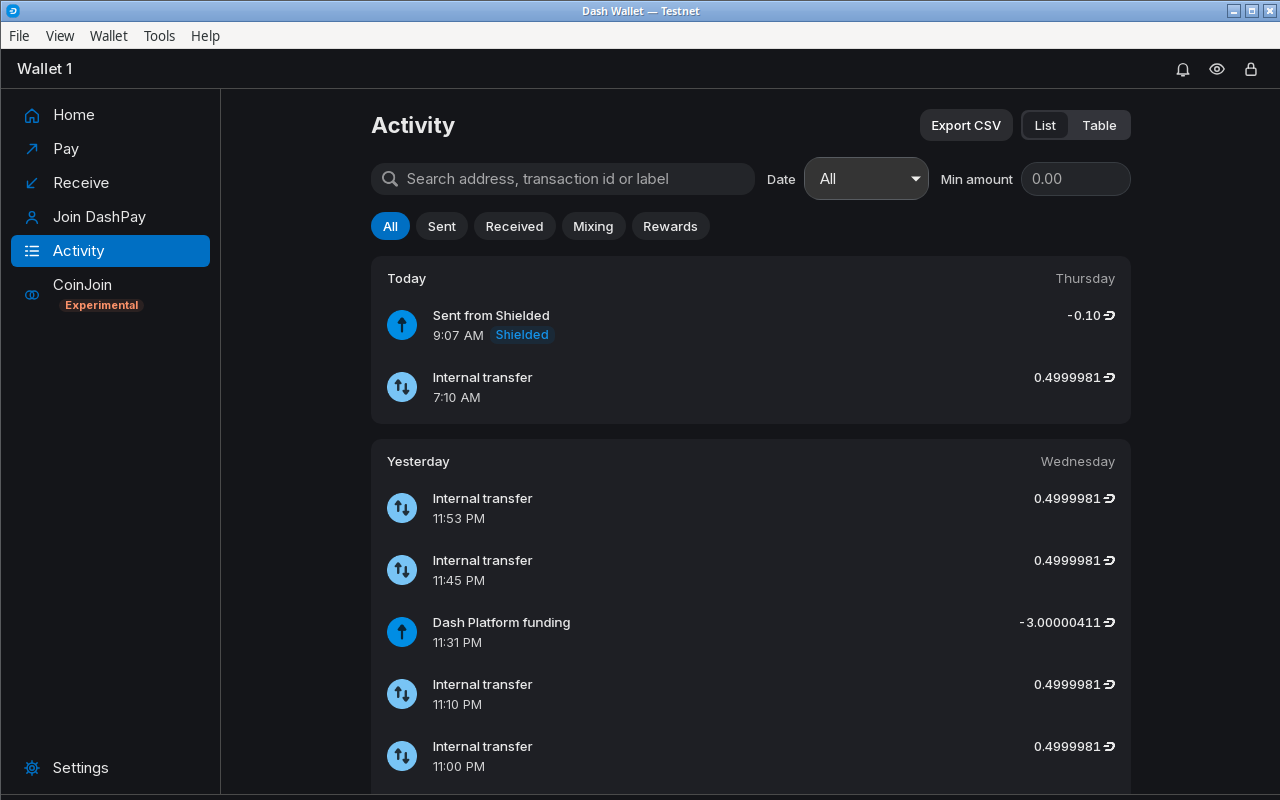 Dash Wallet — Testnet
File View Wallet Tools Help
Wallet 1
Home
Pay
Receive
Join DashPay
Activity
CoinJoin
Experimental
Settings
Activity
Export CSV
List
Table
Search address, transaction id or label
Date
All
Min amount
0.00
All
Sent
Received
Mixing
Rewards
Today
Thursday
Sent from Shielded
-0.10
9:07 AM Shielded
Internal transfer
0.4999981
7:10 AM
Yesterday
Wednesday
Internal transfer
0.4999981
11:53 PM
Internal transfer
0.4999981
11:45 PM
Dash Platform funding
-3.00000411
11:31 PM
Internal transfer
0.4999981
11:10 PM
Internal transfer
0.4999981
11:00 PM